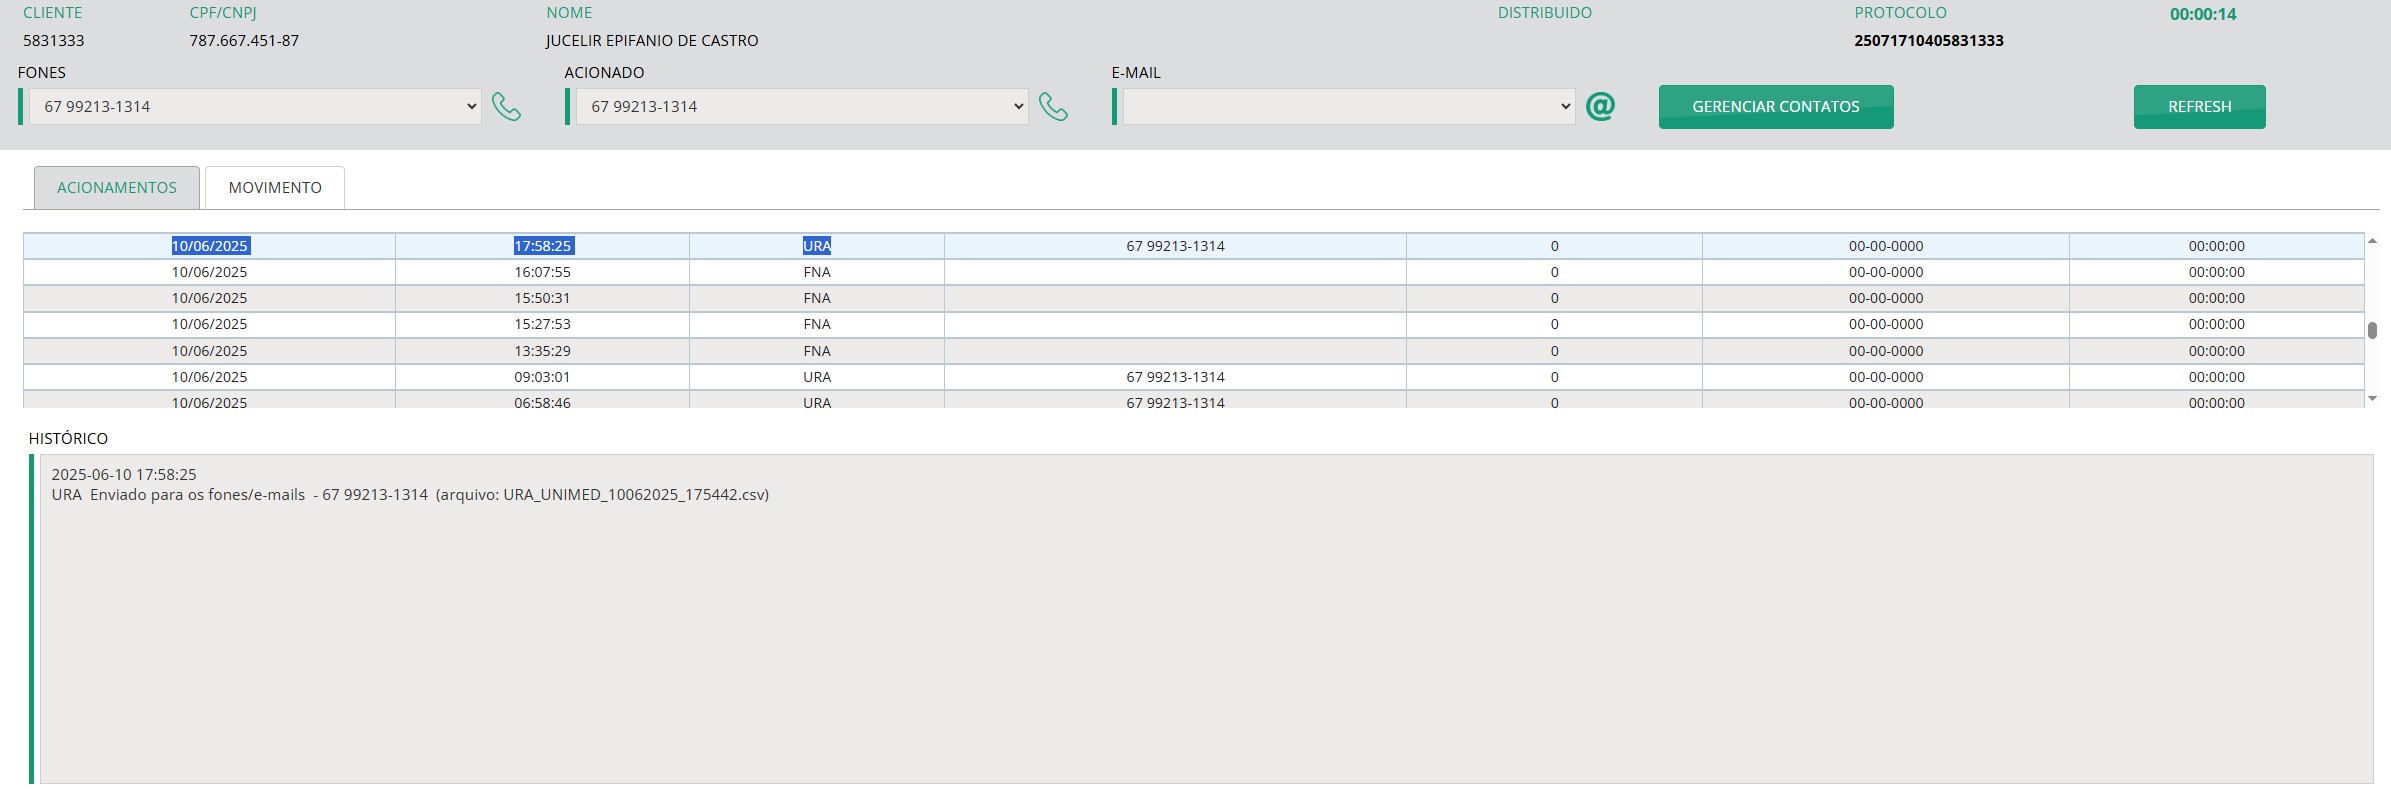 CLIENTE CPF/CNPJ NOME DISTRIBUIDO PROTOCOLO 00:00:14
5831333 787.667.451-87 JUCELIR EPIFANIO DE CASTRO 25071710405831333
FONES ACIONADO E-MAIL
67 99213-1314 67 99213-1314 @ GERENCIAR CONTATOS REFRESH
ACIONAMENTOS MOVIMENTO
10/06/2025 17:58:25 URA 67 99213-1314 0 00-00-0000 00:00:00
10/06/2025 16:07:55 FNA 0 00-00-0000 00:00:00
10/06/2025 15:50:31 FNA 0 00-00-0000 00:00:00
10/06/2025 15:27:53 FNA 0 00-00-0000 00:00:00
10/06/2025 13:35:29 FNA 0 00-00-0000 00:00:00
10/06/2025 09:03:01 URA 67 99213-1314 0 00-00-0000 00:00:00
10/06/2025 06:58:46 URA 67 99213-1314 0 00-00-0000 00:00:00
HISTÓRICO
2025-06-10 17:58:25
URA Enviado para os fones/e-mails - 67 99213-1314 (arquivo: URA_UNIMED_10062025_175442.csv)